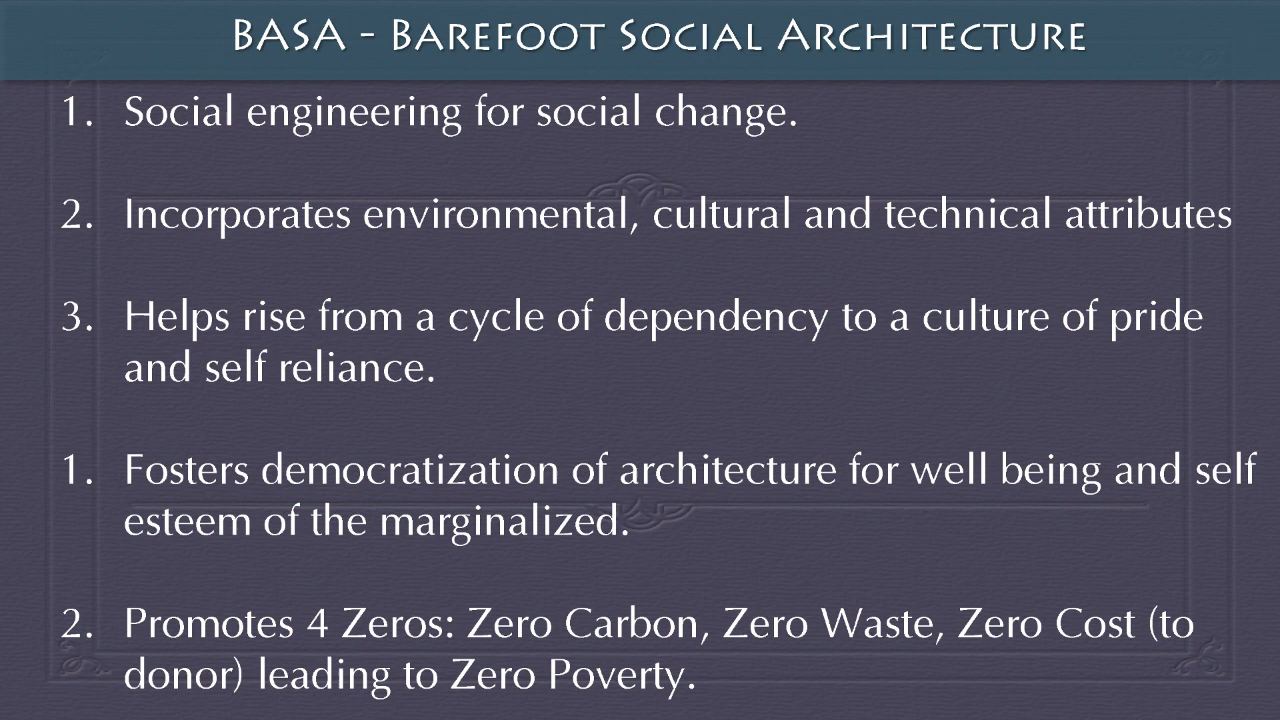 BASA - BAREFOOT SOCIAL ARCHITECTURE
1. Social engineering for social change.
2. Incorporates environmental, cultural and technical attributes
3. Helps rise from a cycle of dependency to a culture of pride
and self reliance.
1. Fosters democratization of architecture for well being and self
esteem of the marginalized.
2. Promotes 4 Zeros: Zero Carbon, Zero Waste, Zero Cost (to
donor) leading to Zero Poverty.